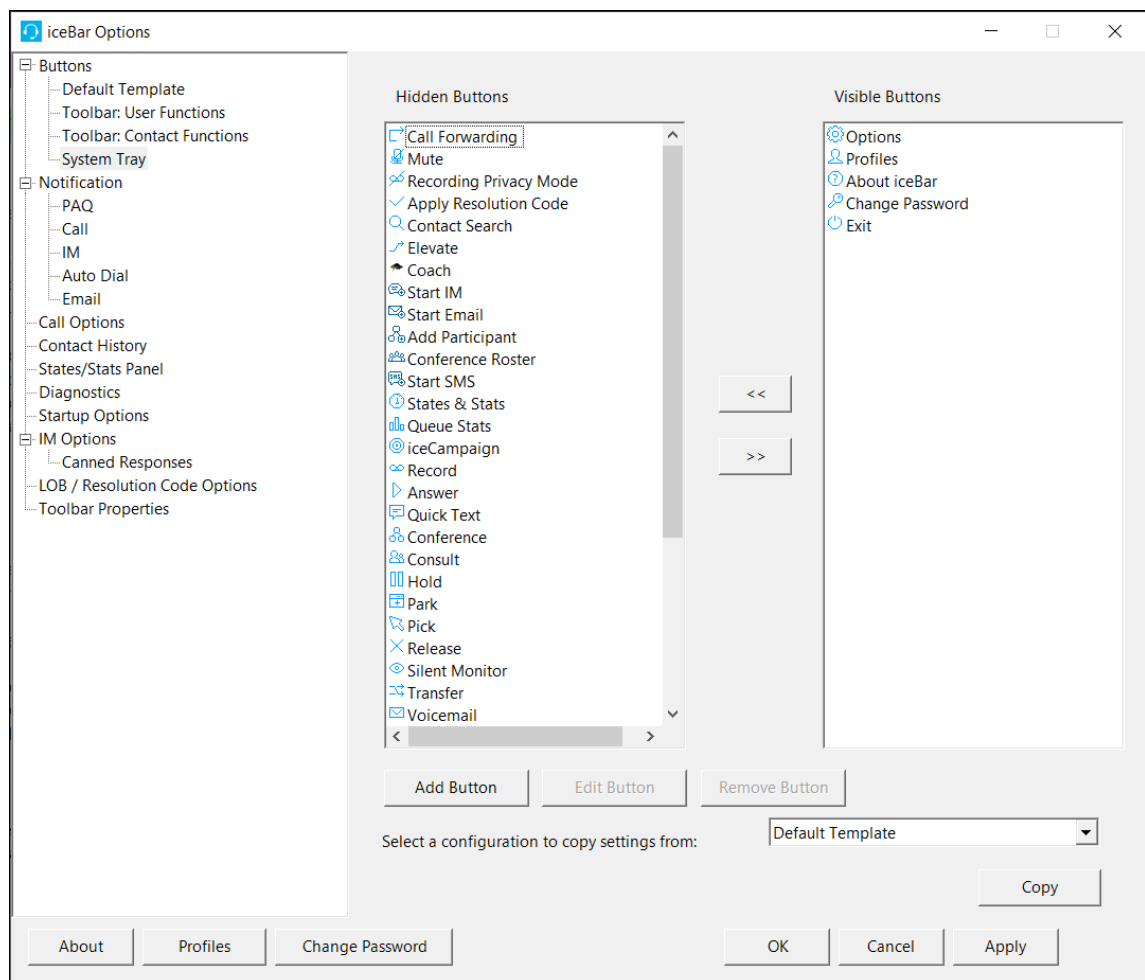 iceBar Options
Buttons
Default Template
Toolbar: User Functions
Toolbar: Contact Functions
System Tray
Notification
PAQ
Call
IM
Auto Dial
Email
Call Options
Contact History
States/Stats Panel
Diagnostics
Startup Options
IM Options
Canned Responses
LOB / Resolution Code Options
Toolbar Properties
Hidden Buttons
Call Forwarding
Mute
Recording Privacy Mode
Apply Resolution Code
Contact Search
Elevate
Coach
Start IM
Start Email
Add Participant
Conference Roster
Start SMS
States & Stats
Queue Stats
iceCampaign
Record
Answer
Quick Text
Conference
Consult
Hold
Park
Pick
Release
Silent Monitor
Transfer
Voicemail
<<
>>
Visible Buttons
Options
Profiles
About iceBar
Change Password
Exit
Add Button
Edit Button
Remove Button
Select a configuration to copy settings from:
Default Template
Copy
About
Profiles
Change Password
OK
Cancel
Apply